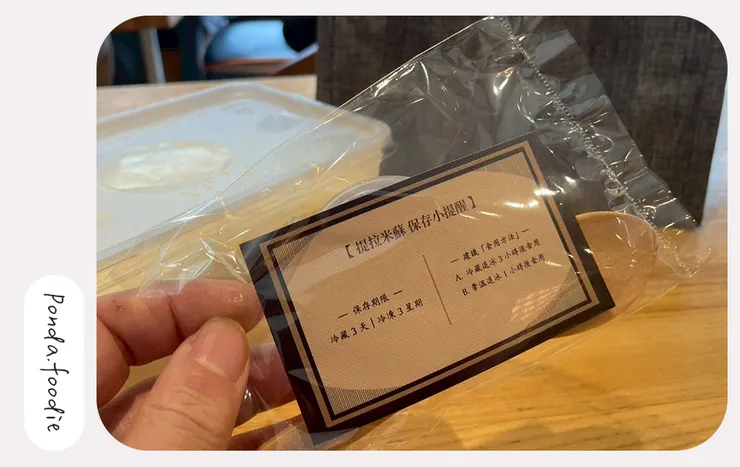 【提拉米蘇 保存小提醒】
— 保存期限 —
冷藏3天|冷凍3星期
— 建議「食用方法」—
A. 冷藏退冰3小時後食用
B. 常溫退冰1小時後食用
Ponda.foodie